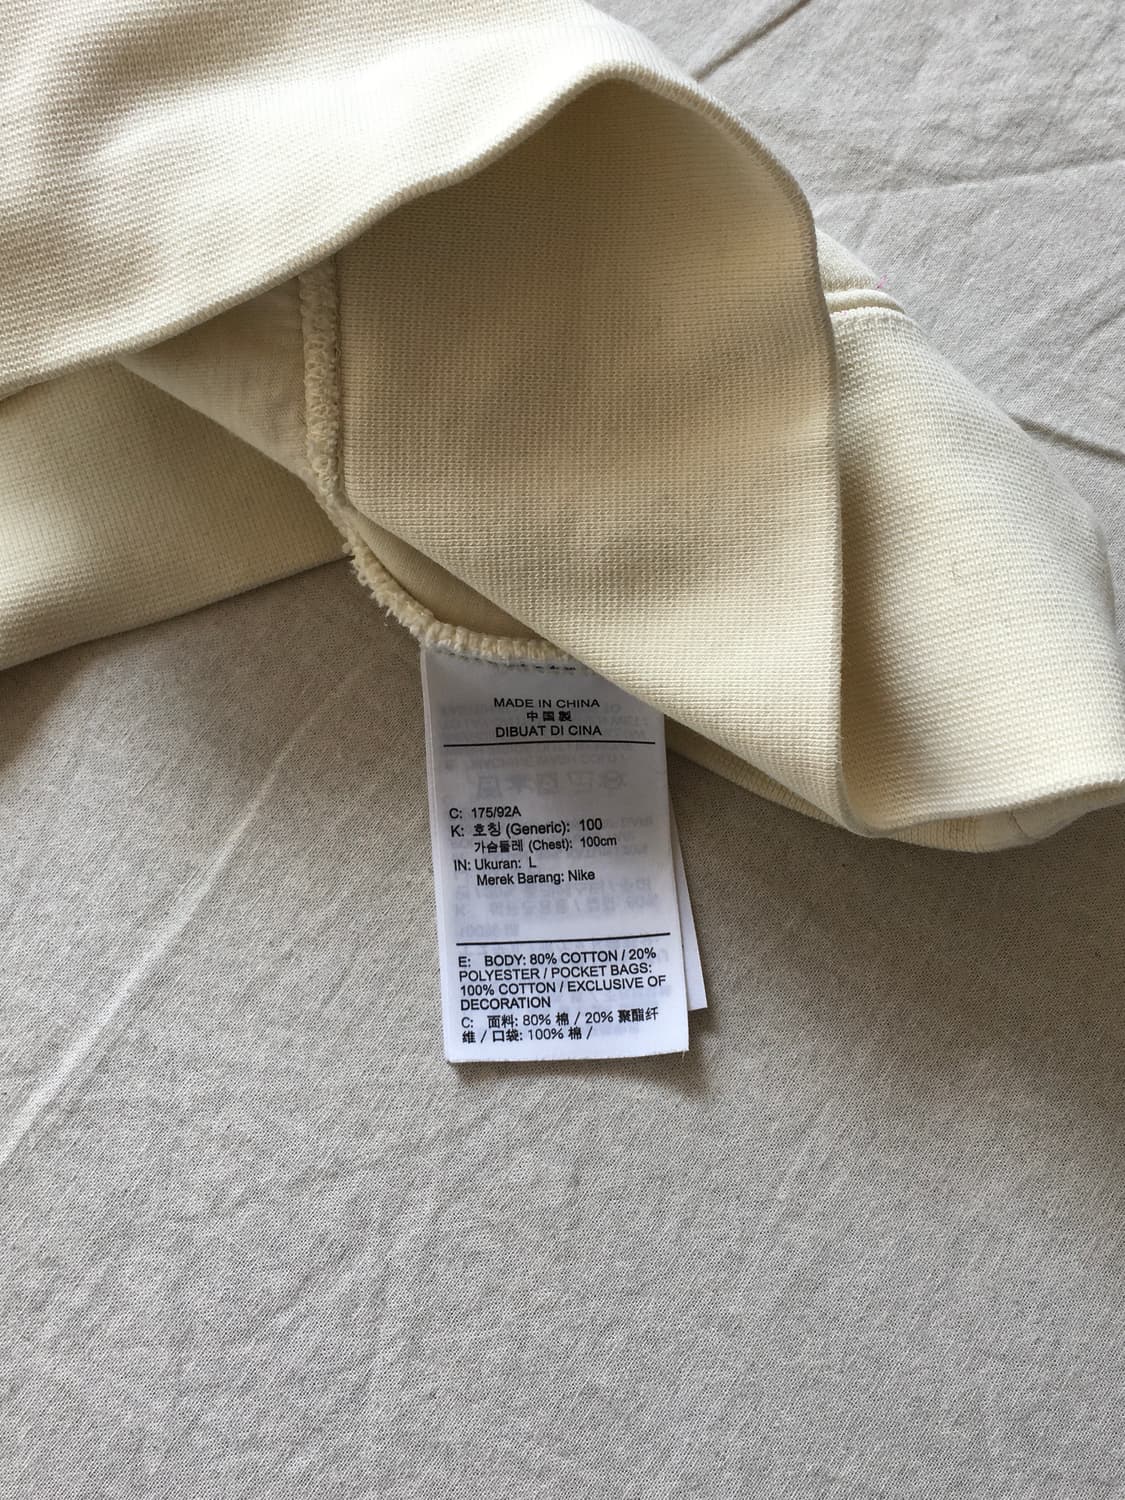 MADE IN CHINA
中国製
DIBUAT DI CINA
C: 175/92A
K: 호칭 (Generic): 100
가슴둘레 (Chest): 100cm
IN: Ukuran: L
Merek Barang: Nike
E: BODY: 80% COTTON / 20%
POLYESTER / POCKET BAGS:
100% COTTON / EXCLUSIVE OF
DECORATION
C: 面料: 80% 棉 / 20% 聚酯纤
维 / 口袋: 100% 棉 /